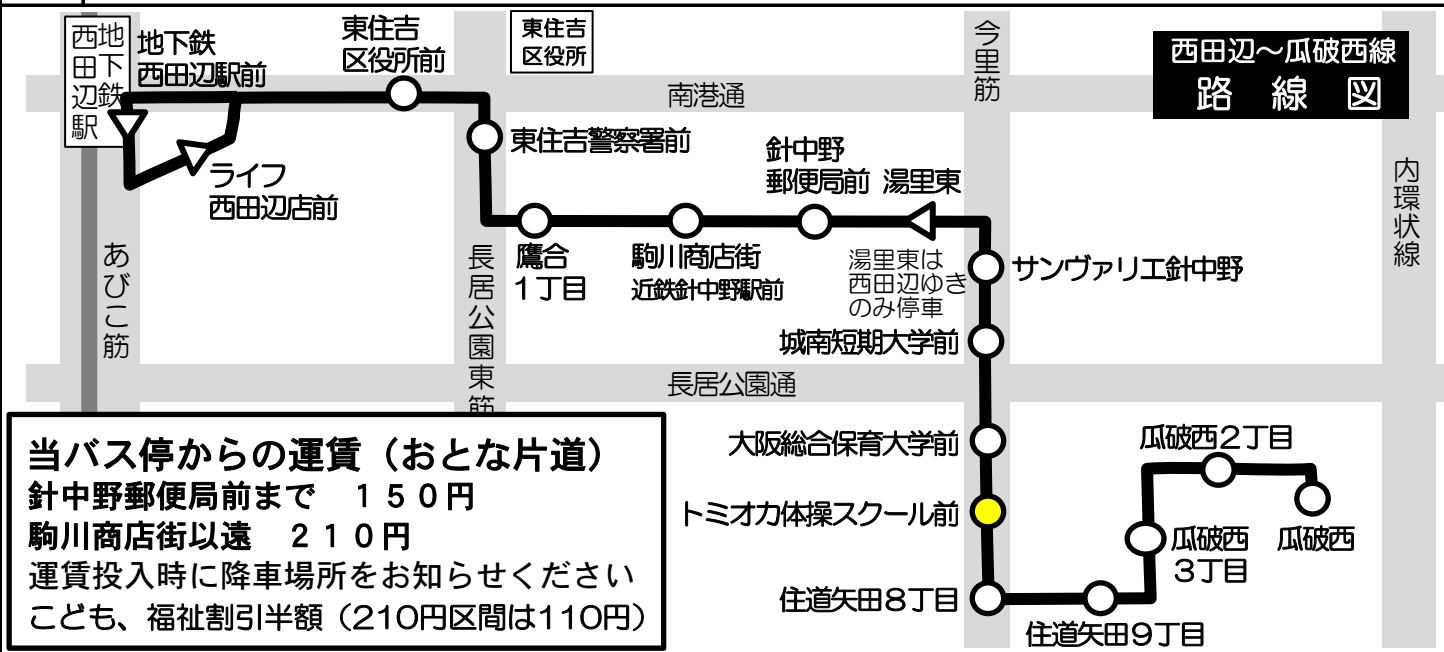 西田辺～瓜破西線
路線図
地下鉄
西田辺駅
地下鉄
西田辺駅前
東住吉
区役所前
東住吉
区役所
南港通
今里筋
内環状線
東住吉警察署前
ライフ
西田辺店前
針中野
郵便局前
湯里東
あびこ筋
長居公園東筋
鷹合
1丁目
駒川商店街
近鉄針中野駅前
湯里東は
西田辺ゆき
のみ停車
サンヴァリエ針中野
城南短期大学前
長居公園通
大阪総合保育大学前
トミオカ体操スクール前
住道矢田8丁目
住道矢田9丁目
瓜破西2丁目
瓜破西
3丁目
瓜破西
当バス停からの運賃（おとな片道）
針中野郵便局前まで　１５０円
駒川商店街以遠　２１０円
運賃投入時に降車場所をお知らせください
こども、福祉割引半額（210円区間は110円）